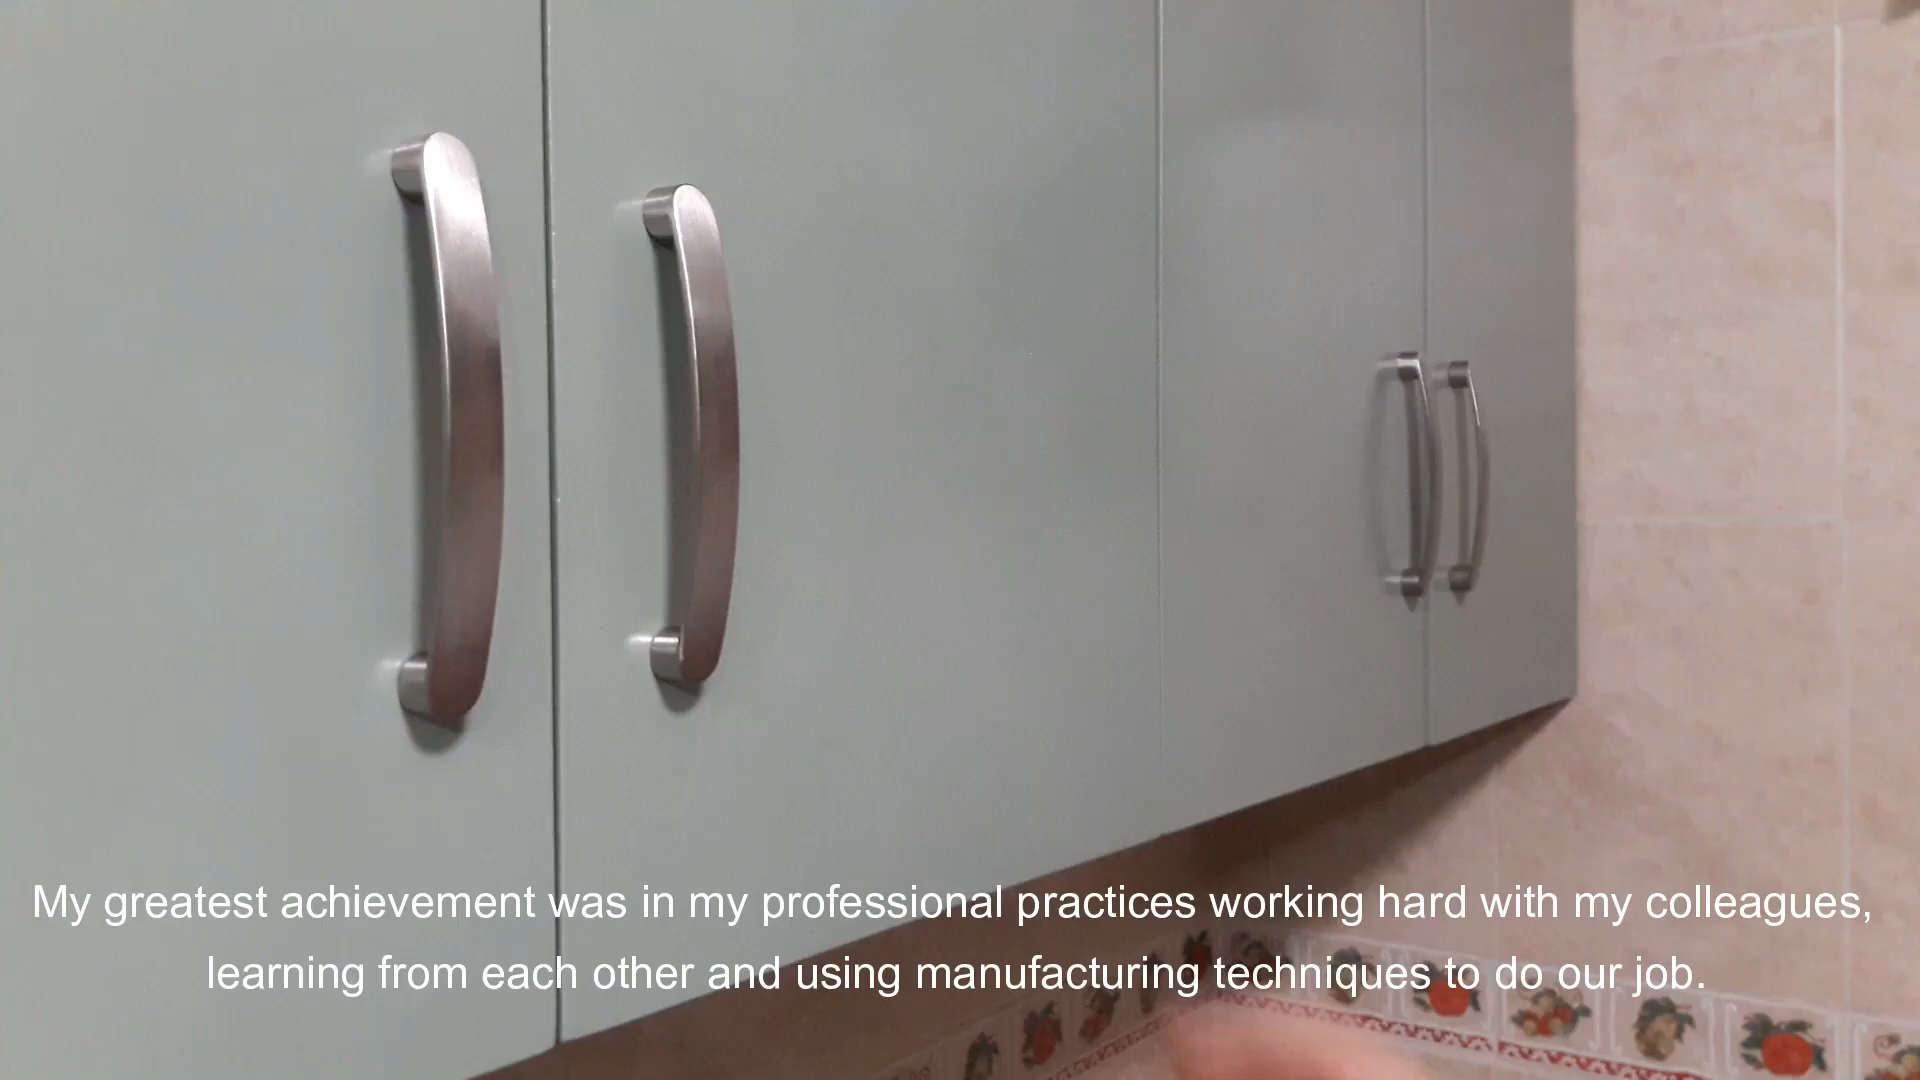 My greatest achievement was in my professional practices working hard with my colleagues,
learning from each other and using manufacturing techniques to do our job.